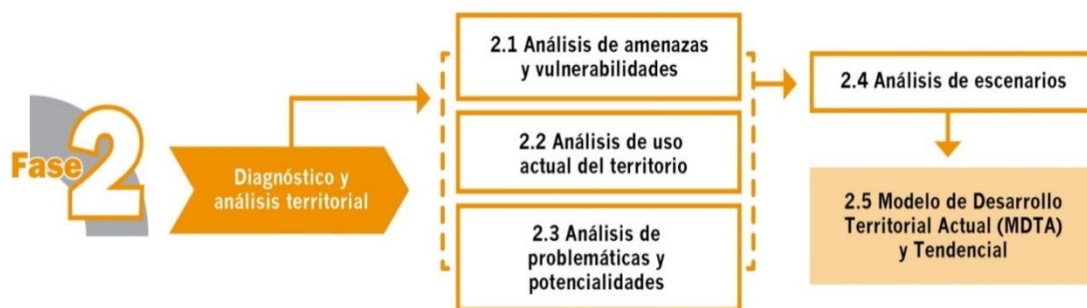 Fase 2
Diagnóstico y
análisis territorial
2.1 Análisis de amenazas
y vulnerabilidades
2.2 Análisis de uso
actual del territorio
2.3 Análisis de
problemáticas y
potencialidades
2.4 Análisis de escenarios
2.5 Modelo de Desarrollo
Territorial Actual (MDTA)
y Tendencial